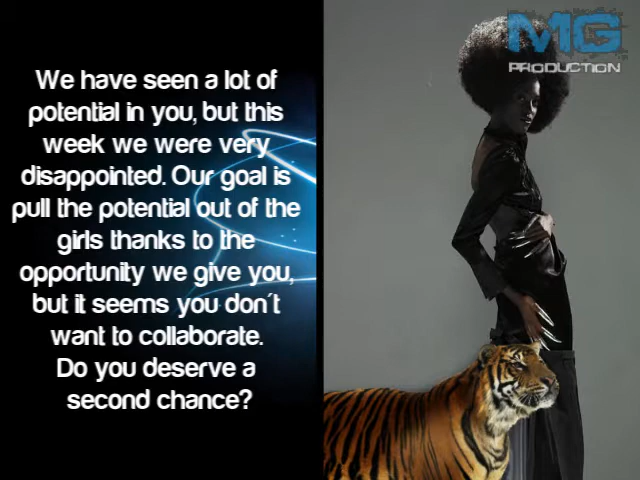 We have seen a lot of
potential in you, but this
week we were very
disappointed. Our goal is
pull the potential out of the
girls thanks to the
opportunity we give you,
but it seems you don´t
want to collaborate.
Do you deserve a
second chance?
MG
PRODUCTION